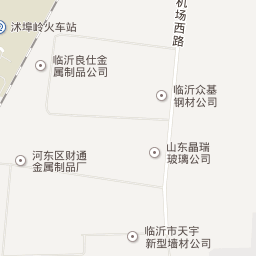 机场西路
沭埠岭火车站
临沂良仕金
属制品公司
临沂众基
钢材公司
山东晶瑞
玻璃公司
河东区财通
金属制品厂
临沂市天宇
新型墙材公司